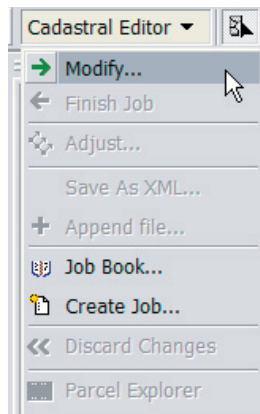 Cadastral Editor
Modify...
Finish Job
Adjust...
Save As XML...
Append file...
Job Book...
Create Job...
Discard Changes
Parcel Explorer